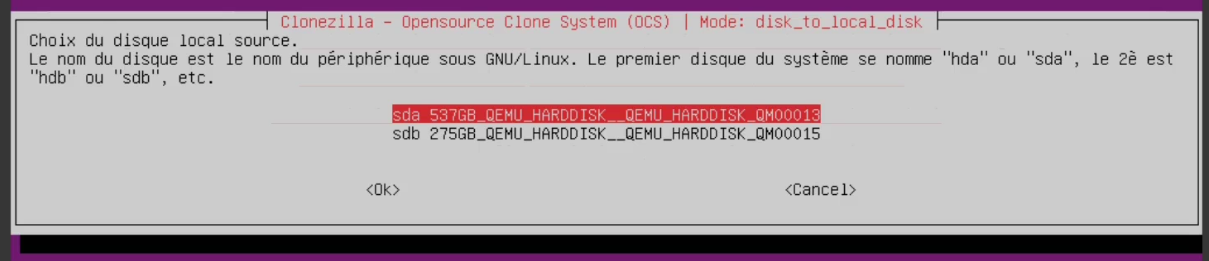 Clonezilla - Opensource Clone System (OCS) | Mode: disk_to_local_disk
Choix du disque local source.
Le nom du disque est le nom du périphérique sous GNU/Linux. Le premier disque du système se nomme "hda" ou "sda", le 2è est
"hdb" ou "sdb", etc.
sda 537GB_QEMU_HARDDISK__QEMU_HARDDISK_QM00013
sdb 275GB_QEMU_HARDDISK__QEMU_HARDDISK_QM00015
<Ok> <Cancel>